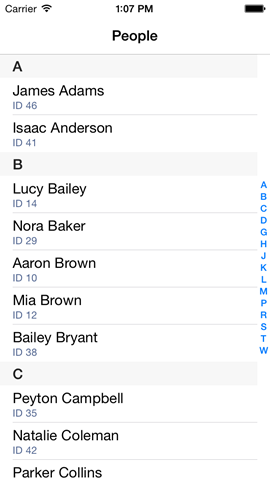 Carrier 1:07 PM
People
A
James Adams
ID 46
Isaac Anderson
ID 41
B
Lucy Bailey
ID 14
Nora Baker
ID 29
Aaron Brown
ID 10
Mia Brown
ID 12
Bailey Bryant
ID 38
C
Peyton Campbell
ID 35
Natalie Coleman
ID 42
Parker Collins
A
B
C
D
G
H
J
K
L
M
P
R
S
T
W